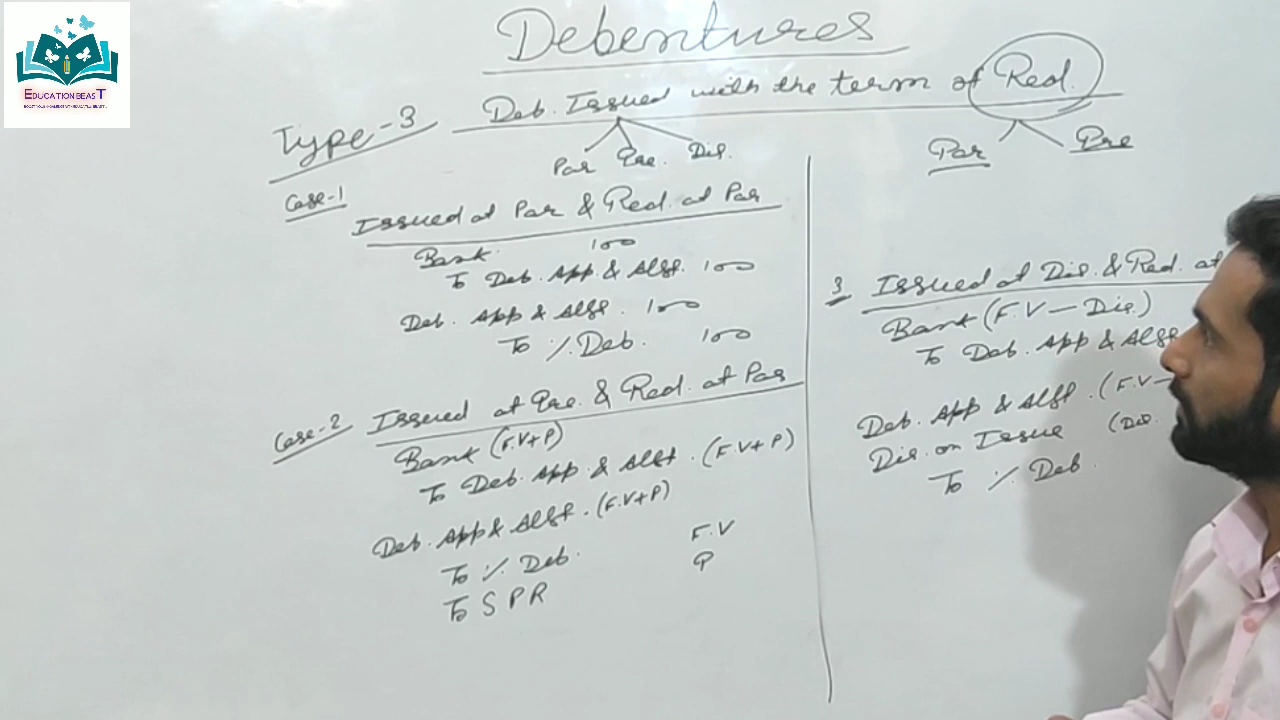 EDUCATION BEAST
Debentures
Type-3 Deb. Issued with the term of Red.
Par Pre. Dis.
Par Pre
Case-1
Issued at Par & Red. at Par
Bank 100
To Deb. App & Allt. 100
Deb. App & Allt. 100
To % Deb. 100
Case-2 Issued at Pre. & Red. at Par
Bank (F.V+P)
To Deb. App & Allt. (F.V+P)
Deb. App & Allt. (F.V+P)
To % Deb. F.V
To SPR P
3 Issued at Dis. & Red. at
Bank (F.V – Dis)
To Deb. App & Allt
Deb. App & Allt. (F.V–
Dis. on Issue (Dis.
To % Deb.